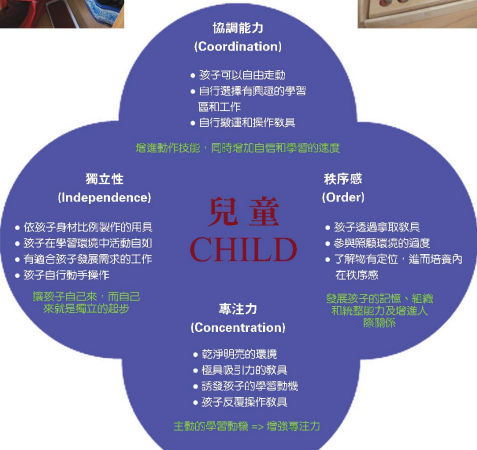 協調能力
(Coordination)
• 孩子可以自由走動
• 自行選擇有興趣的學習
區和工作
• 自行搬運和操作教具
增進動作技能，同時增加自信和學習的速度
獨立性
(Independence)
• 依孩子身材比例製作的用具
• 孩子在學習環境中活動自如
• 有適合孩子發展需求的工作
• 孩子自行動手操作
讓孩子自己來，而自己
來就是獨立的起步
兒童
CHILD
秩序感
(Order)
• 孩子透過拿取教具
• 參與照顧環境的過度
• 了解物有定位，進而培養內
在秩序感
發展孩子的記憶、組織
和統整能力及增進人
際關係
專注力
(Concentration)
• 乾淨明亮的環境
• 極具吸引力的教具
• 誘發孩子的學習動機
• 孩子反覆操作教具
主動的學習動機 => 增強專注力